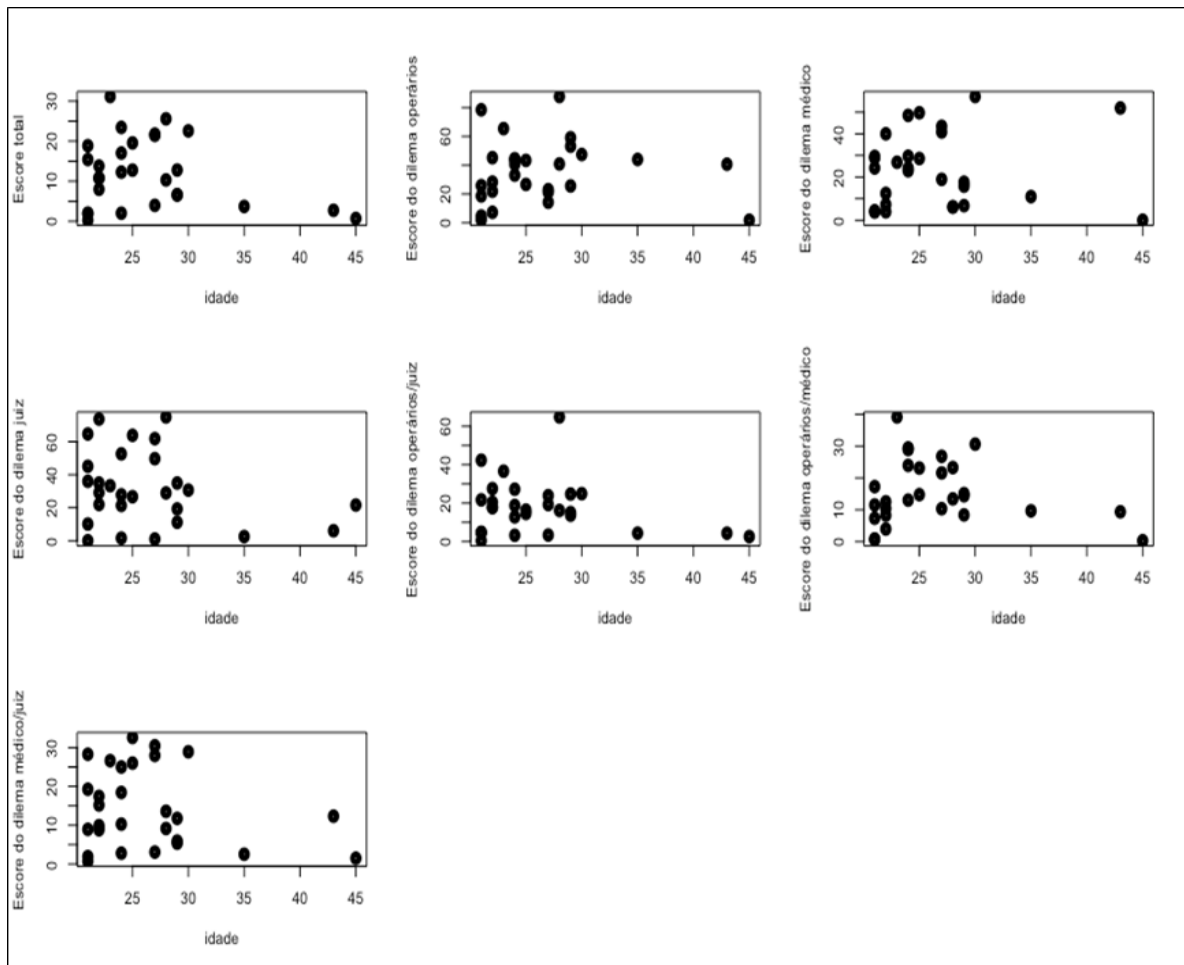 Escore total
0 10 20 30
25 30 35 40 45
idade
Escore do dilema operários
0 20 60
25 30 35 40 45
idade
Escore do dilema médico
0 20 40
25 30 35 40 45
idade
Escore do dilema juiz
0 20 40 60
25 30 35 40 45
idade
Escore do dilema operários/juiz
0 20 40 60
25 30 35 40 45
idade
Escore do dilema operários/médico
0 10 30
25 30 35 40 45
idade
Escore do dilema médico/juiz
0 10 20 30
25 30 35 40 45
idade